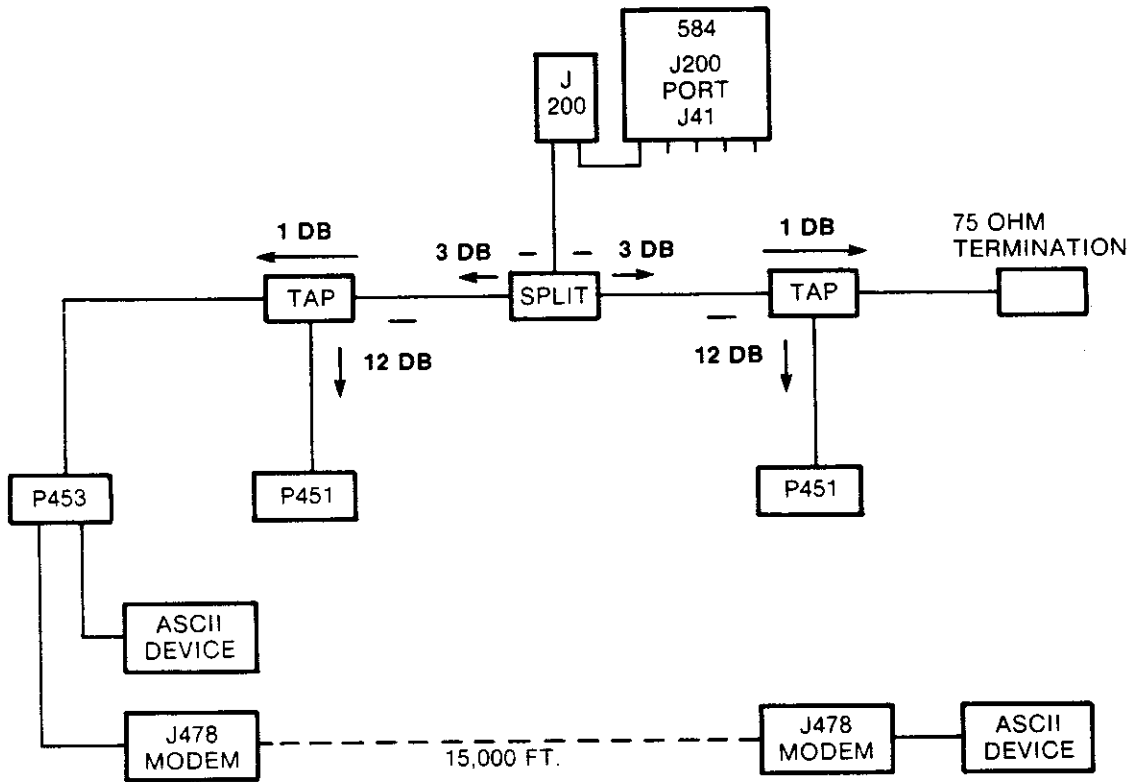 584
J200
PORT
J41
J
200
75 OHM
TERMINATION
1 DB
3 DB
3 DB
1 DB
TAP
SPLIT
TAP
12 DB
12 DB
P453
P451
P451
ASCII
DEVICE
J478
MODEM
15,000 FT.
J478
MODEM
ASCII
DEVICE